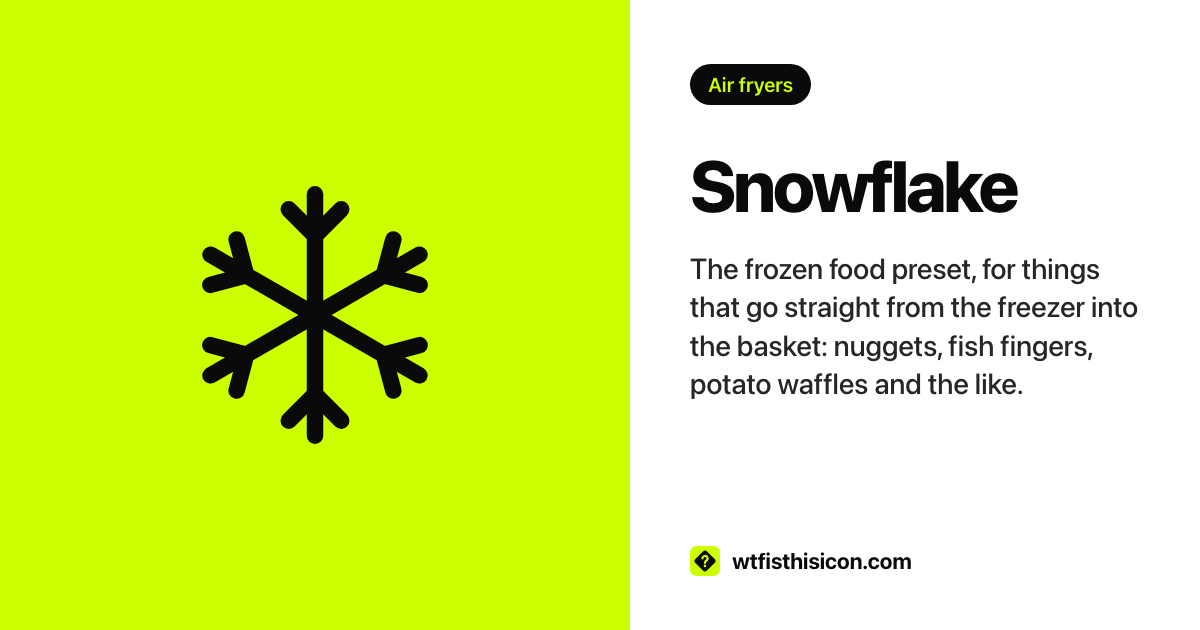 Air fryers
Snowflake
The frozen food preset, for things
that go straight from the freezer into
the basket: nuggets, fish fingers,
potato waffles and the like.
?
wtfisthisicon.com